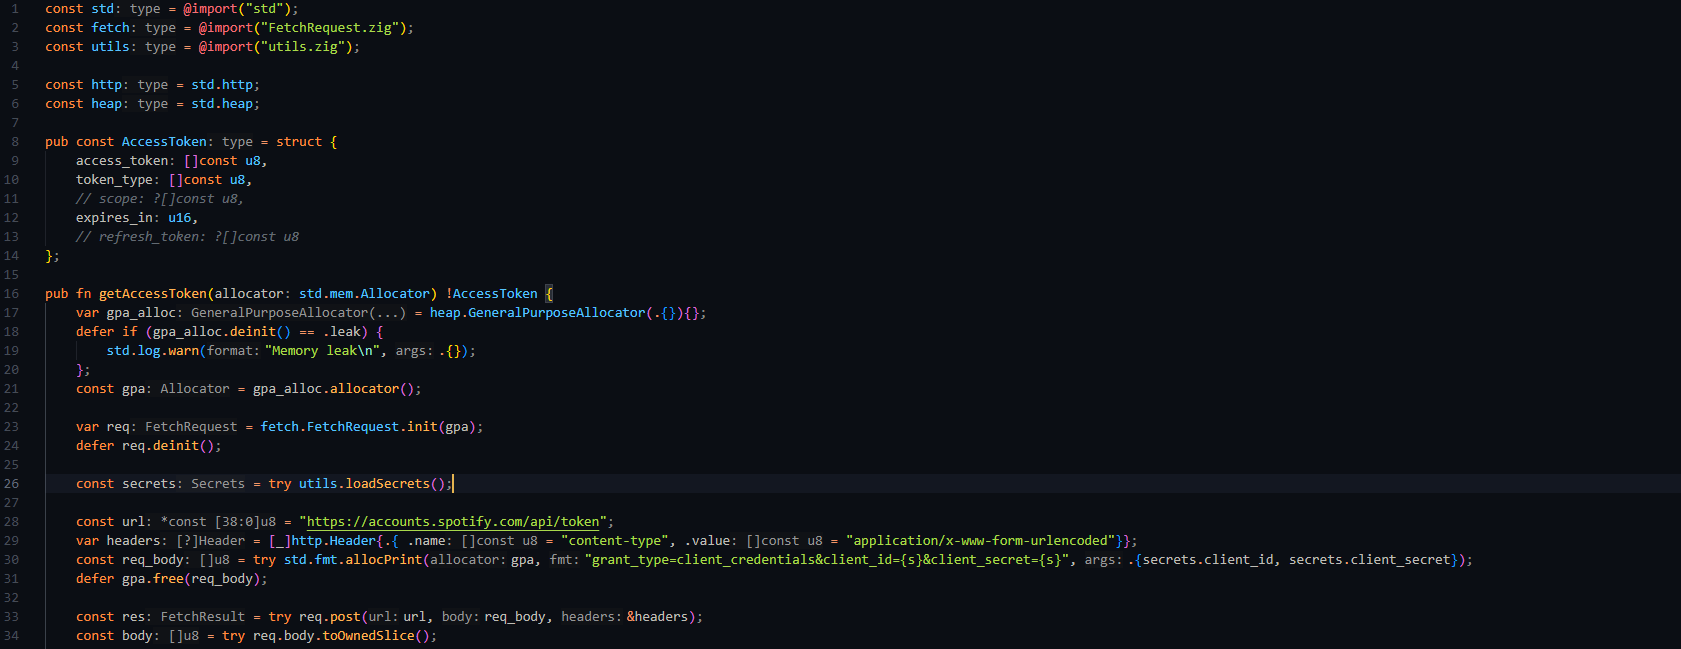 1 const std: type = @import("std");
2 const fetch: type = @import("FetchRequest.zig");
3 const utils: type = @import("utils.zig");
4
5 const http: type = std.http;
6 const heap: type = std.heap;
7
8 pub const AccessToken: type = struct {
9 access_token: []const u8,
10 token_type: []const u8,
11 // scope: ?[]const u8,
12 expires_in: u16,
13 // refresh_token: ?[]const u8
14 };
15
16 pub fn getAccessToken(allocator: std.mem.Allocator) !AccessToken {
17 var gpa_alloc: GeneralPurposeAllocator(...) = heap.GeneralPurposeAllocator(.{}){};
18 defer if (gpa_alloc.deinit() == .leak) {
19 std.log.warn(format: "Memory leak\n", args: .{});
20 };
21 const gpa: Allocator = gpa_alloc.allocator();
22
23 var req: FetchRequest = fetch.FetchRequest.init(gpa);
24 defer req.deinit();
25
26 const secrets: Secrets = try utils.loadSecrets();
27
28 const url: *const [38:0]u8 = "https://accounts.spotify.com/api/token";
29 var headers: [?]Header = [_]http.Header{.{ .name: []const u8 = "content-type", .value: []const u8 = "application/x-www-form-urlencoded"}};
30 const req_body: []u8 = try std.fmt.allocPrint(allocator: gpa, fmt: "grant_type=client_credentials&client_id={s}&client_secret={s}", args: .{secrets.client_id, secrets.client_secret});
31 defer gpa.free(req_body);
32
33 const res: FetchResult = try req.post(url: url, body: req_body, headers: &headers);
34 const body: []u8 = try req.body.toOwnedSlice();